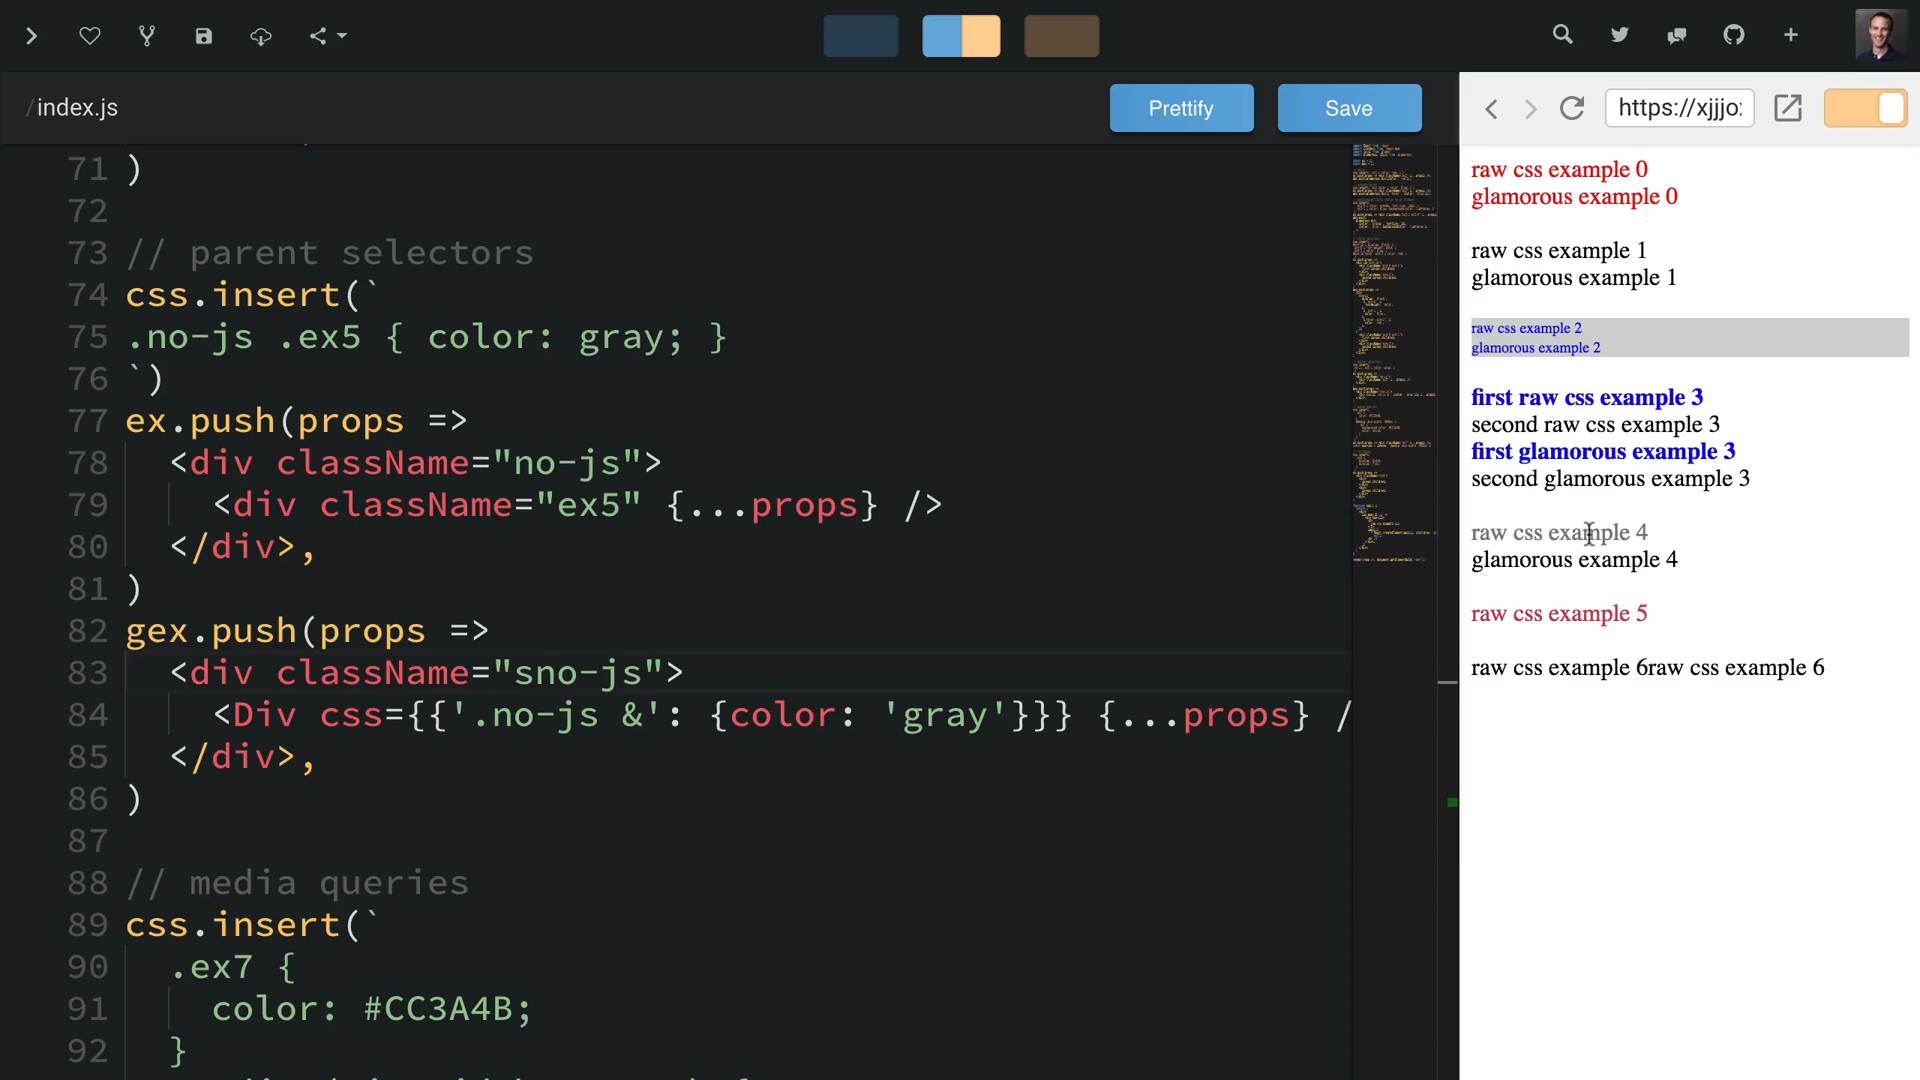 /index.js
Prettify
Save
https://xjjjo:
71 )
72
73 // parent selectors
74 css.insert(`
75 .no-js .ex5 { color: gray; }
76 `)
77 ex.push(props =>
78 <div className="no-js">
79 <div className="ex5" {...props} />
80 </div>,
81 )
82 gex.push(props =>
83 <div className="sno-js">
84 <Div css={{'.no-js &': {color: 'gray'}}} {...props} /
85 </div>,
86 )
87
88 // media queries
89 css.insert(`
90 .ex7 {
91 color: #CC3A4B;
92 }
raw css example 0
glamorous example 0
raw css example 1
glamorous example 1
raw css example 2
glamorous example 2
first raw css example 3
second raw css example 3
first glamorous example 3
second glamorous example 3
raw css example 4
glamorous example 4
raw css example 5
raw css example 6raw css example 6